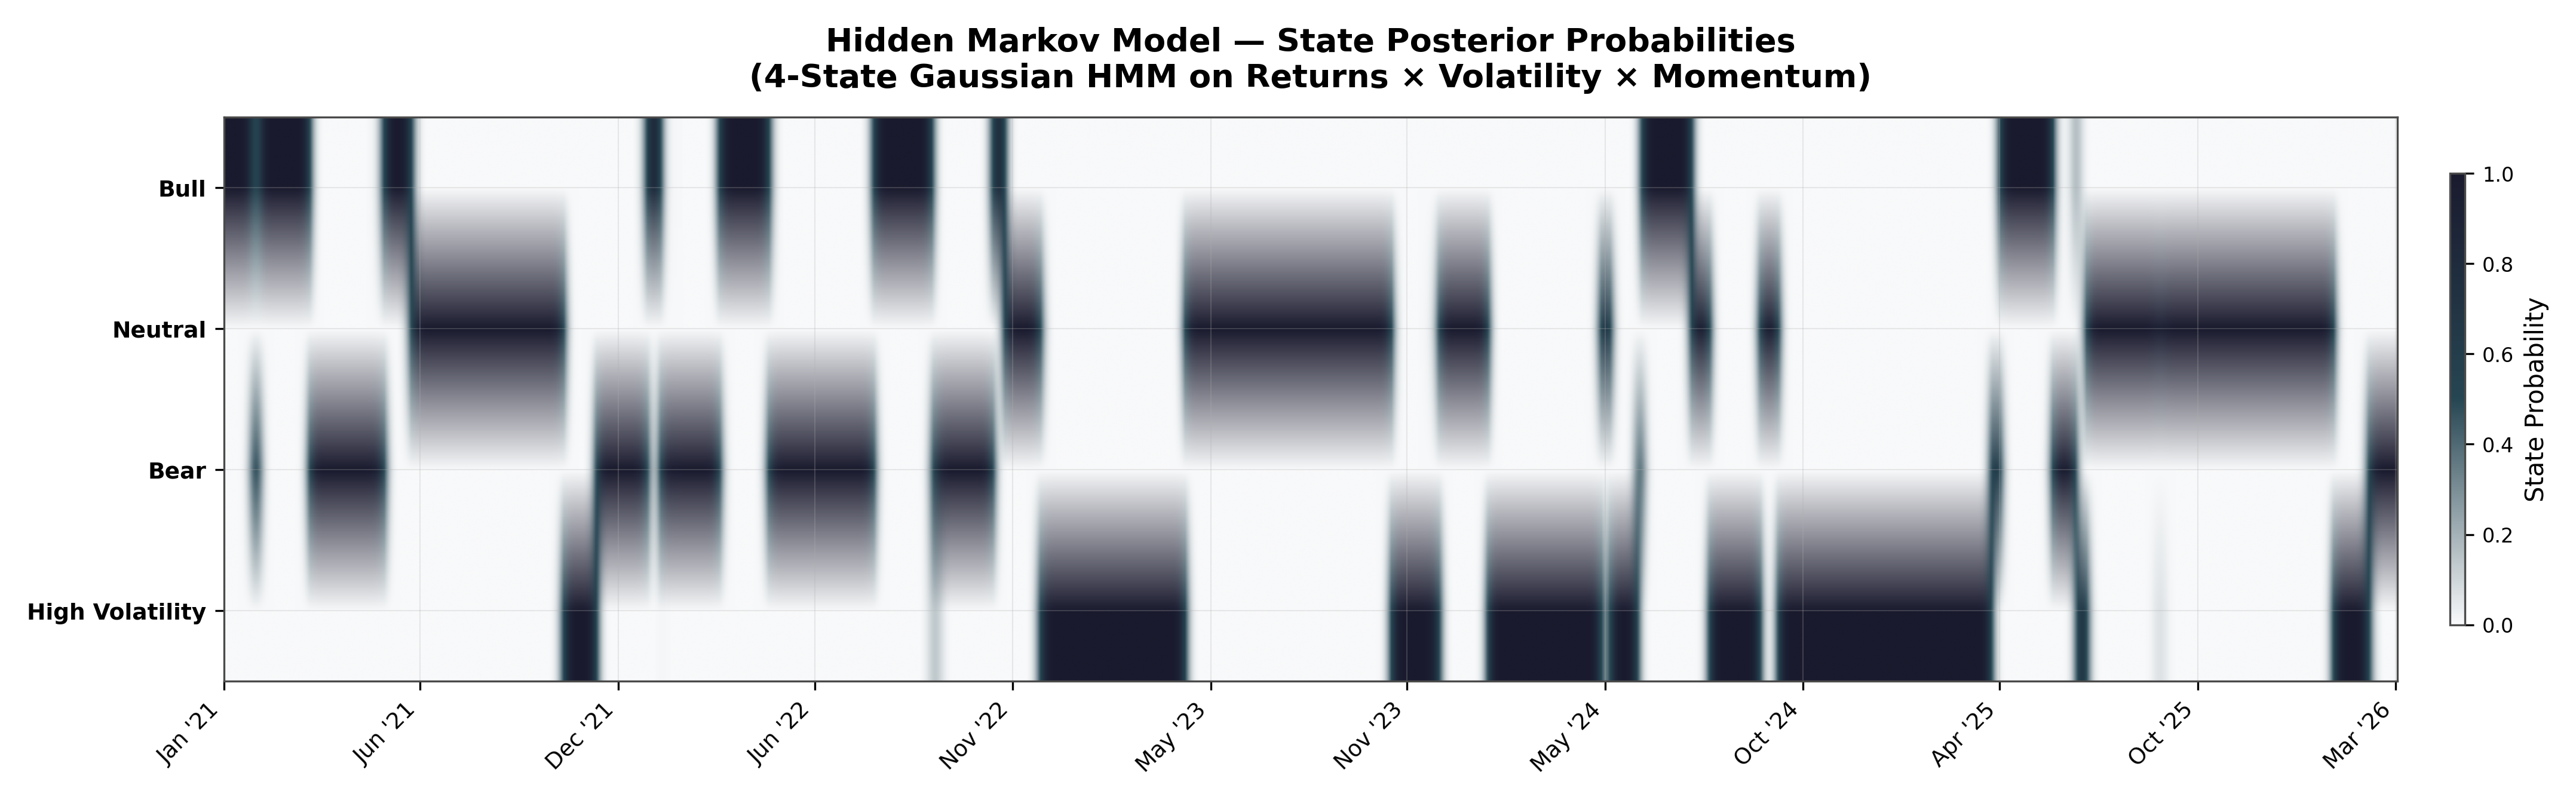 Hidden Markov Model — State Posterior Probabilities
(4-State Gaussian HMM on Returns × Volatility × Momentum)
Bull
Neutral
Bear
High Volatility
Jan '21
Jun '21
Dec '21
Jun '22
Nov '22
May '23
Nov '23
May '24
Oct '24
Apr '25
Oct '25
Mar '26
1.0
0.8
0.6
0.4
0.2
0.0
State Probability